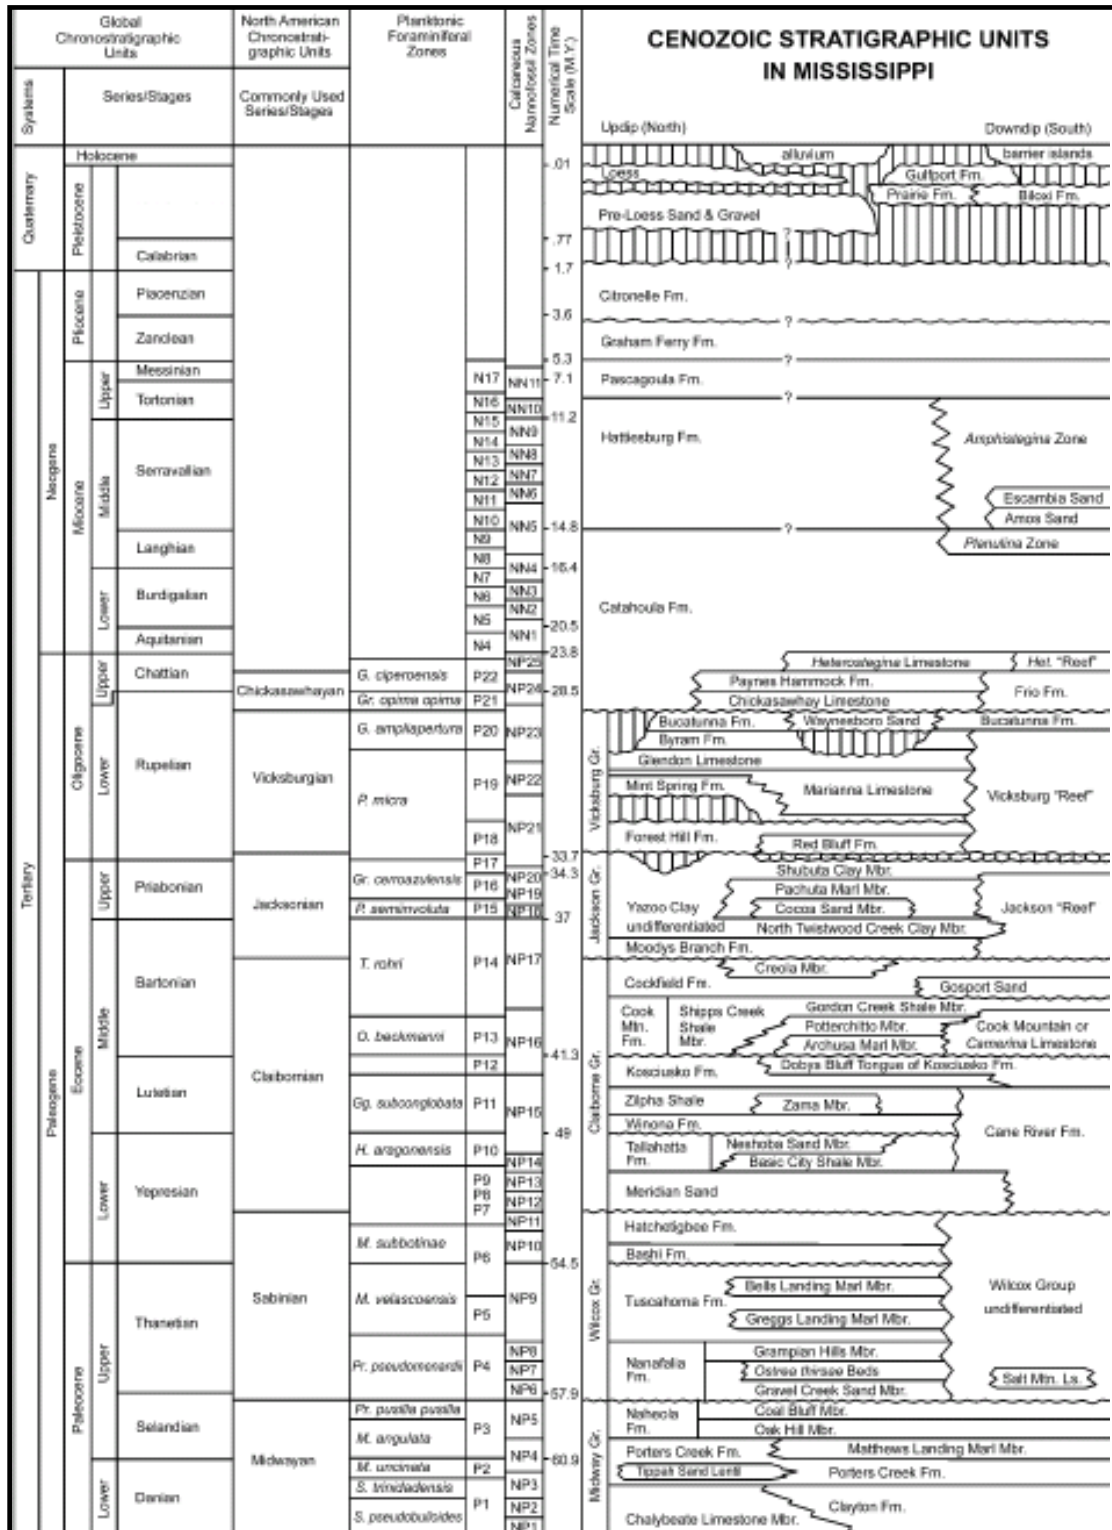 Global
Chronostratigraphic
Units
North American
Chronostrati-
graphic Units
Planktonic
Foraminiferal
Zones
Calcareous
Nannofossil Zones
Numerical Time
Scale (M.Y.)
CENOZOIC STRATIGRAPHIC UNITS
IN MISSISSIPPI
Systems
Series/Stages
Commonly Used
Series/Stages
Updip (North)
Downdip (South)
Quaternary
Tertiary
Neogene
Paleogene
Holocene
Pleistocene
Calabrian
Pliocene
Piacenzian
Zanclean
Miocene
Upper
Messinian
Tortonian
Middle
Serravallian
Langhian
Lower
Burdigalian
Aquitanian
Oligocene
Upper
Chattian
Lower
Rupelian
Eocene
Upper
Priabonian
Middle
Bartonian
Lutetian
Lower
Yepresian
Paleocene
Upper
Thanetian
Selandian
Lower
Danian
Chickasawhayan
Vicksburgian
Jacksonian
Claibornian
Sabinian
Midwayan
G. ciperoensis
Gr. opima opima
G. ampliapertura
P. micra
Gr. cerroazulensis
P. semiinvoluta
T. rohri
O. beckmanni
Gg. subconglobata
H. aragonensis
M. subbotinae
M. velascoensis
Pr. pseudomenardii
Pr. pusilla pusilla
M. angulata
M. uncinata
S. trinidadensis
S. pseudobulloides
N17
N16
N15
N14
N13
N12
N11
N10
N9
N8
N7
N6
N5
N4
P22
P21
P20
P19
P18
P17
P16
P15
P14
P13
P12
P11
P10
P9
P8
P7
P6
P5
P4
P3
P2
P1
NN11
NN10
NN9
NN8
NN7
NN6
NN5
NN4
NN3
NN2
NN1
NP25
NP24
NP23
NP22
NP21
NP20
NP19
NP18
NP17
NP16
NP15
NP14
NP13
NP12
NP11
NP10
NP9
NP8
NP7
NP6
NP5
NP4
NP3
NP2
NP1
.01
.77
1.7
3.6
5.3
7.1
11.2
14.8
16.4
20.5
23.8
28.5
33.7
34.3
37
41.3
49
54.5
57.9
60.9
alluvium
barrier islands
Loess
Gulfport Fm.
Prairie Fm.
Biloxi Fm.
Pre-Loess Sand & Gravel
?
?
Citronelle Fm.
?
Graham Ferry Fm.
?
Pascagoula Fm.
?
Hattiesburg Fm.
Amphistegina Zone
Escambia Sand
Amos Sand
?
Planulina Zone
Catahoula Fm.
Heterostegina Limestone
Het. "Reef"
Paynes Hammock Fm.
Chickasawhay Limestone
Frio Fm.
Vicksburg Gr.
Bucatunna Fm.
Waynesboro Sand
Bucatunna Fm.
Byram Fm.
Glendon Limestone
Mint Spring Fm.
Marianna Limestone
Vicksburg "Reef"
Forest Hill Fm.
Red Bluff Fm.
Jackson Gr.
Shubuta Clay Mbr.
Pachuta Marl Mbr.
Yazoo Clay
undifferentiated
Cocoa Sand Mbr.
Jackson "Reef"
North Twistwood Creek Clay Mbr.
Moodys Branch Fm.
Claiborne Gr.
Creola Mbr.
Cockfield Fm.
Gosport Sand
Cook
Mtn.
Fm.
Shipps Creek
Shale
Mbr.
Gordon Creek Shale Mbr.
Potterchitto Mbr.
Archusa Marl Mbr.
Cook Mountain or
Camerina Limestone
Kosciusko Fm.
Dobys Bluff Tongue of Kosciusko Fm.
Zilpha Shale
Zama Mbr.
Winona Fm.
Cane River Fm.
Tallahatta
Fm.
Neshoba Sand Mbr.
Basic City Shale Mbr.
Meridian Sand
Wilcox Gr.
Hatchetigbee Fm.
Bashi Fm.
Tuscahoma Fm.
Bells Landing Marl Mbr.
Greggs Landing Marl Mbr.
Wilcox Group
undifferentiated
Nanafalia
Fm.
Grampian Hills Mbr.
Ostrea thirsae Beds
Gravel Creek Sand Mbr.
Salt Mtn. Ls.
Midway Gr.
Naheola
Fm.
Coal Bluff Mbr.
Oak Hill Mbr.
Porters Creek Fm.
Matthews Landing Marl Mbr.
Tippah Sand Lentil
Porters Creek Fm.
Clayton Fm.
Chalybeate Limestone Mbr.